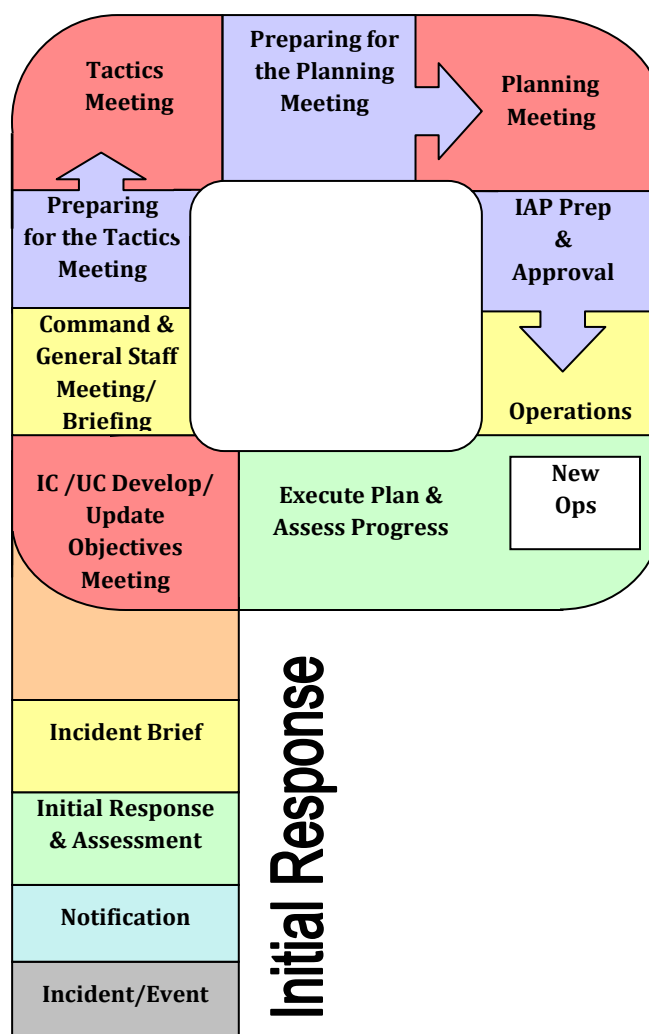 Tactics
Meeting
Preparing for
the Planning
Meeting
Planning
Meeting
Preparing
for the Tactics
Meeting
IAP Prep
&
Approval
Command &
General Staff
Meeting/
Briefing
Operations
IC /UC Develop/
Update
Objectives
Meeting
Execute Plan &
Assess Progress
New
Ops
Incident Brief
Initial Response
& Assessment
Notification
Incident/Event
Initial Response